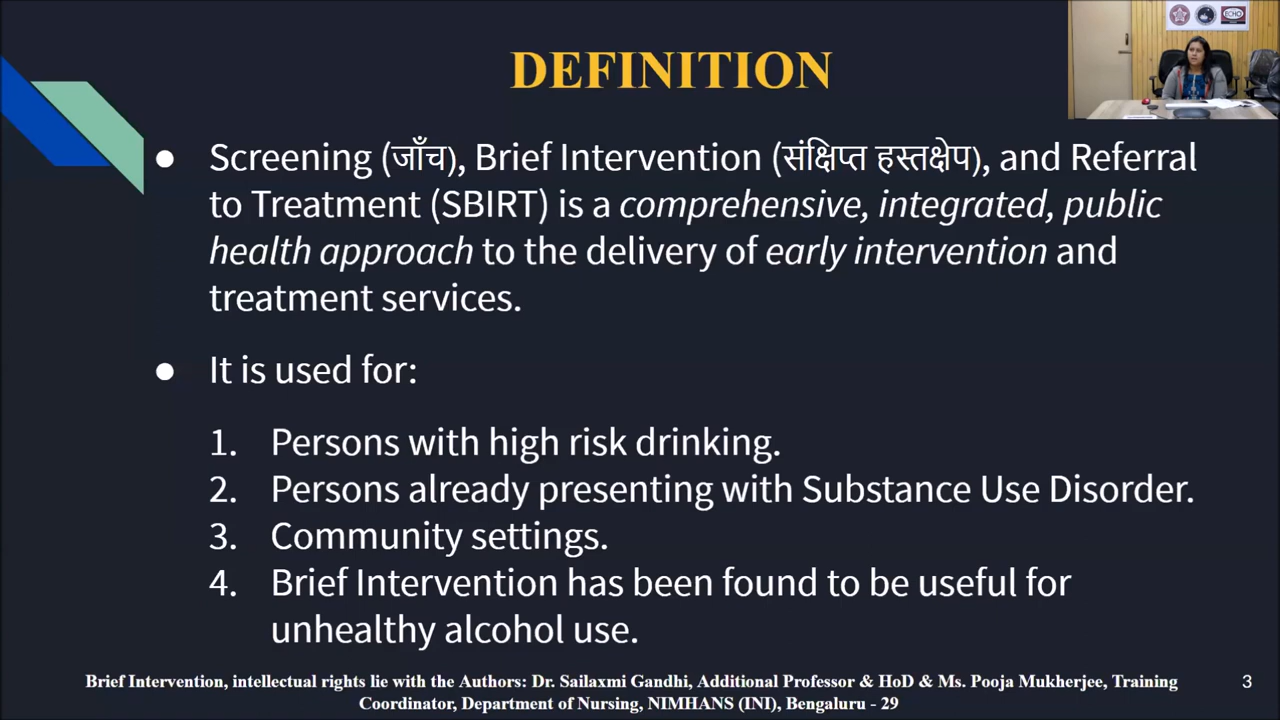 DEFINITION
● Screening (जाँच), Brief Intervention (संक्षिप्त हस्तक्षेप), and Referral
to Treatment (SBIRT) is a comprehensive, integrated, public
health approach to the delivery of early intervention and
treatment services.
● It is used for:
1. Persons with high risk drinking.
2. Persons already presenting with Substance Use Disorder.
3. Community settings.
4. Brief Intervention has been found to be useful for
unhealthy alcohol use.
Brief Intervention, intellectual rights lie with the Authors: Dr. Sailaxmi Gandhi, Additional Professor & HoD & Ms. Pooja Mukherjee, Training
Coordinator, Department of Nursing, NIMHANS (INI), Bengaluru - 29
3